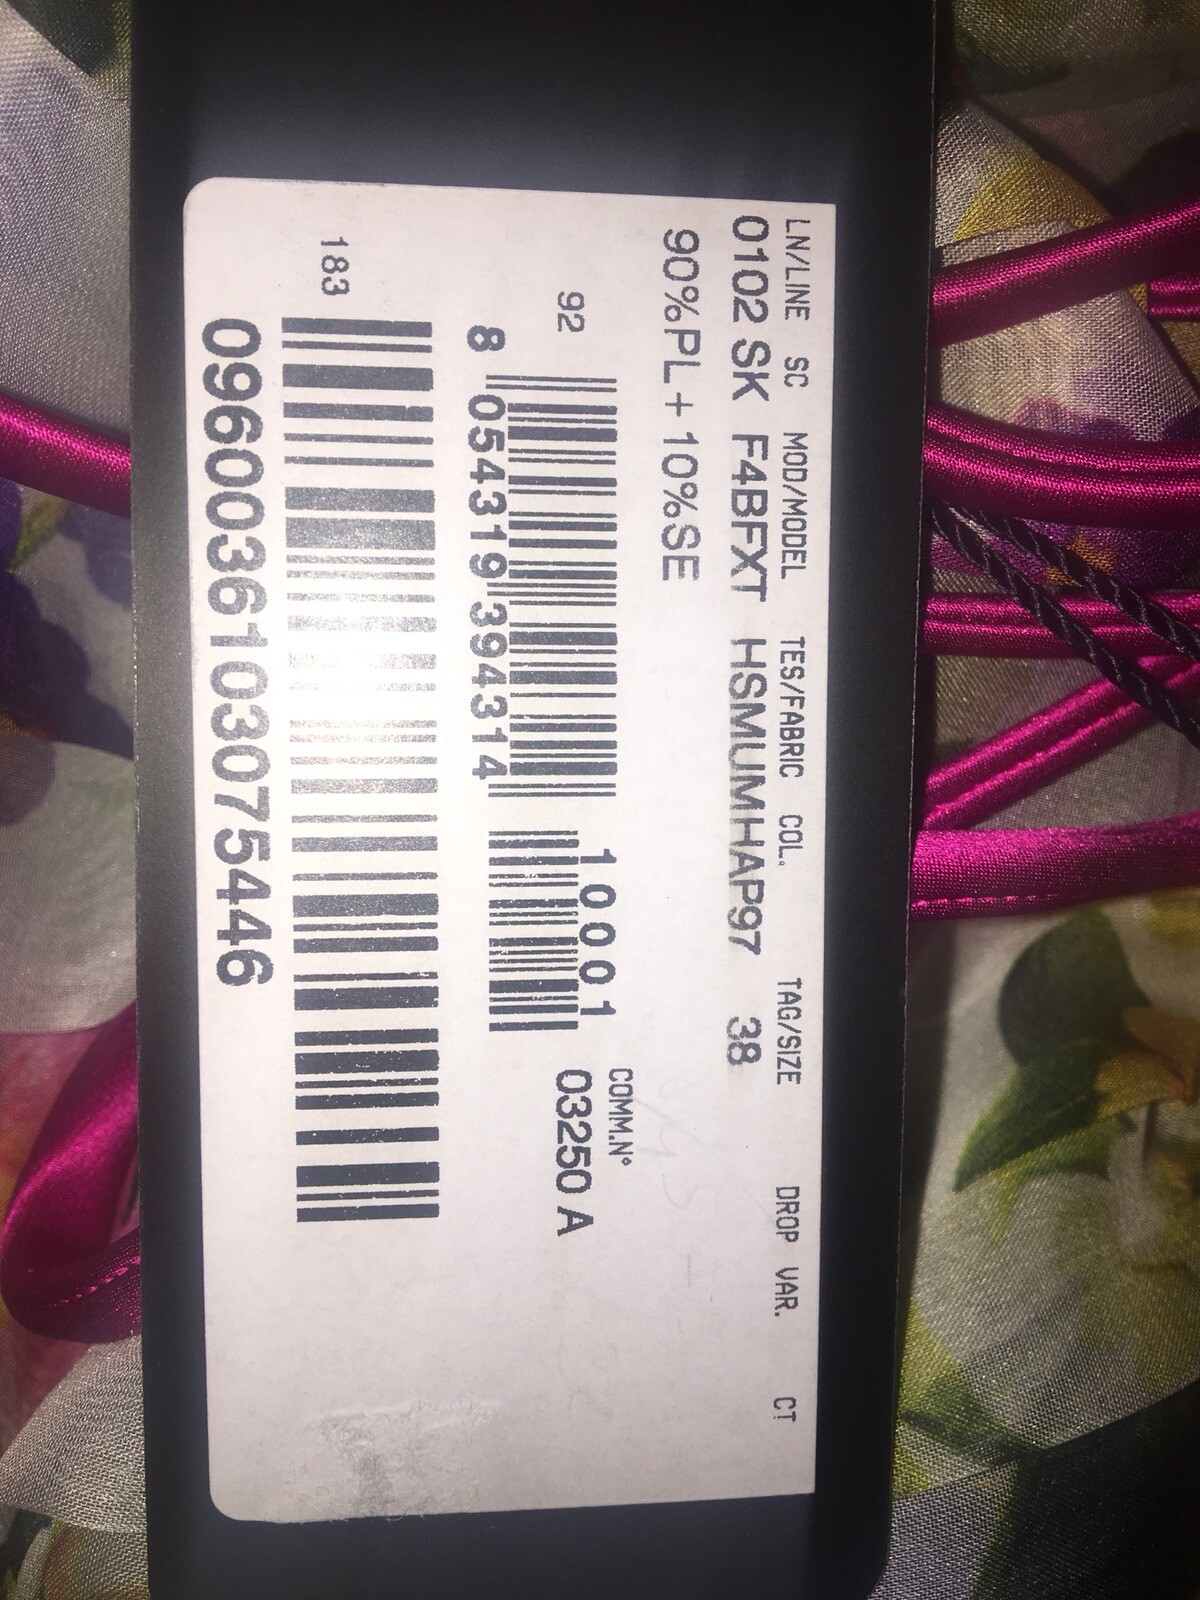 LN/LINE SC MOD/MODEL TES/FABRIC COL. TAG/SIZE DROP VAR. CT
0102 SK F4BFXT HSMUMHAP97 38
90%PL + 10%SE
COMM.N°
92 10001 03250 A
8 054319 394314
183
0960036103075446